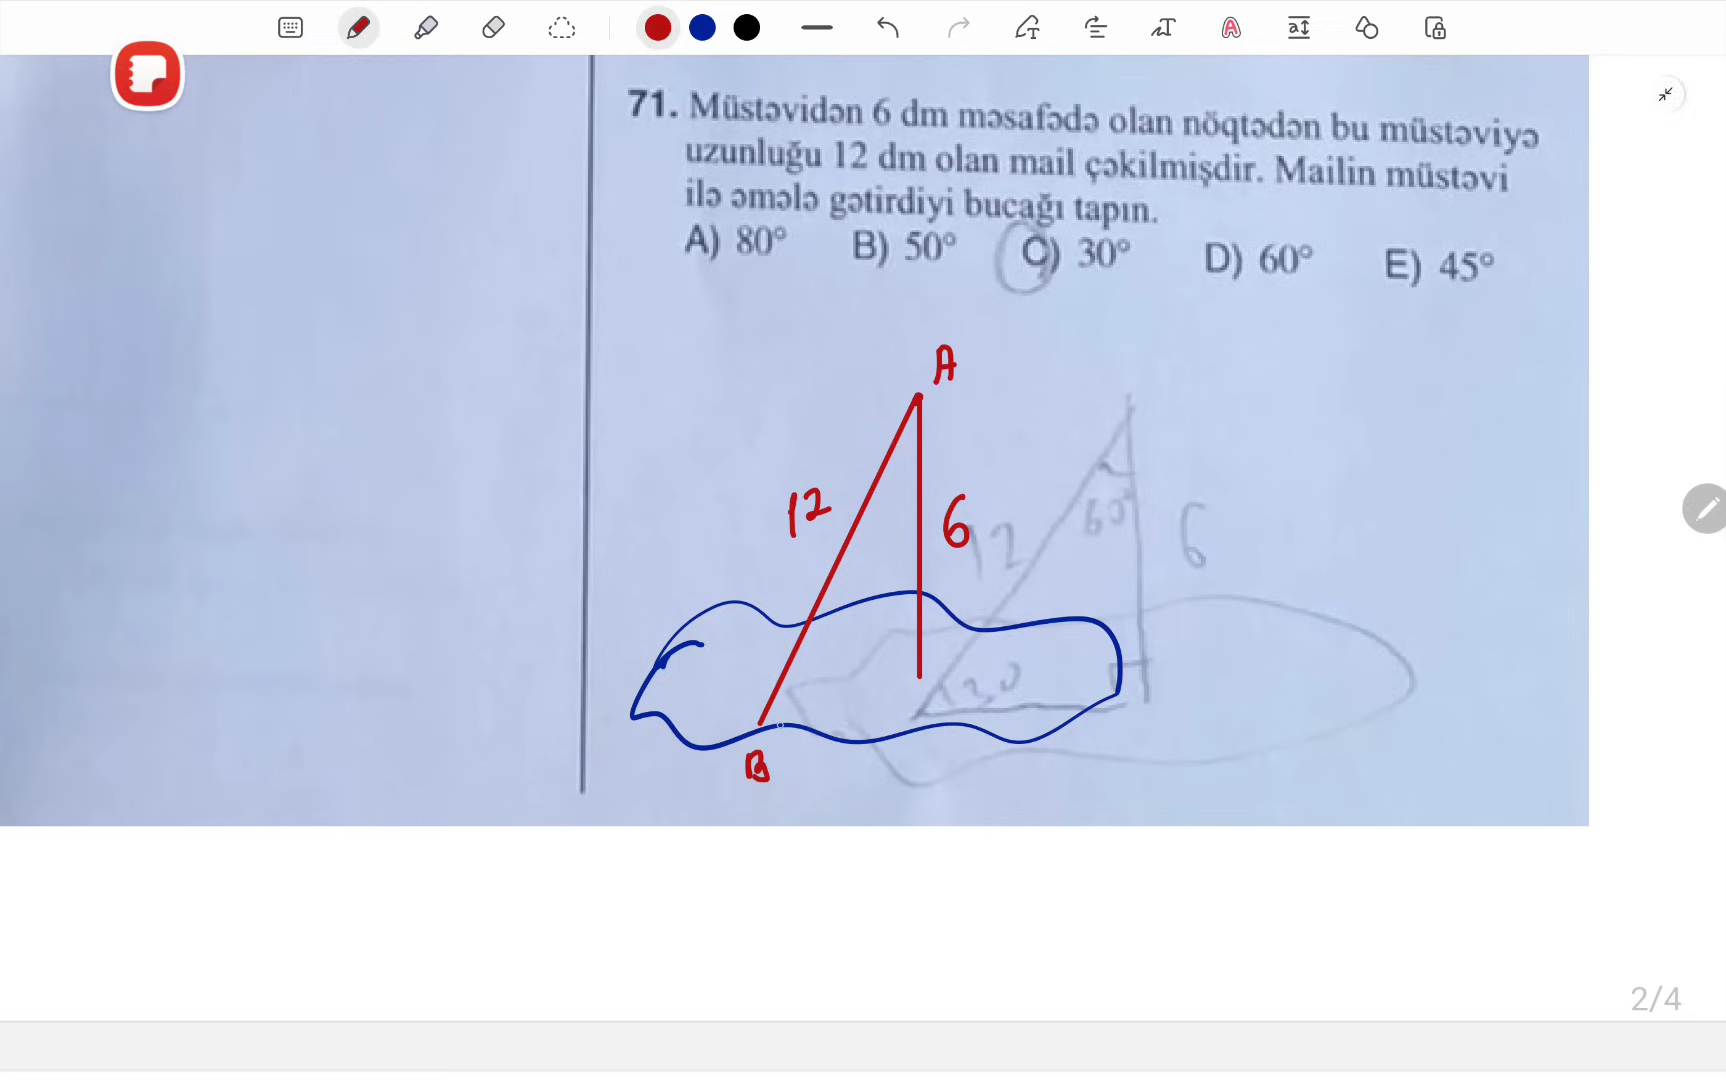 71. Müstəvidən 6 dm məsafədə olan nöqtədən bu müstəviyə
uzunluğu 12 dm olan mail çəkilmişdir. Mailin müstəvi
ilə əmələ gətirdiyi bucağı tapın.
A) 80° B) 50° C) 30° D) 60° E) 45°
A
12
6
12
60°
6
30
B
2/4